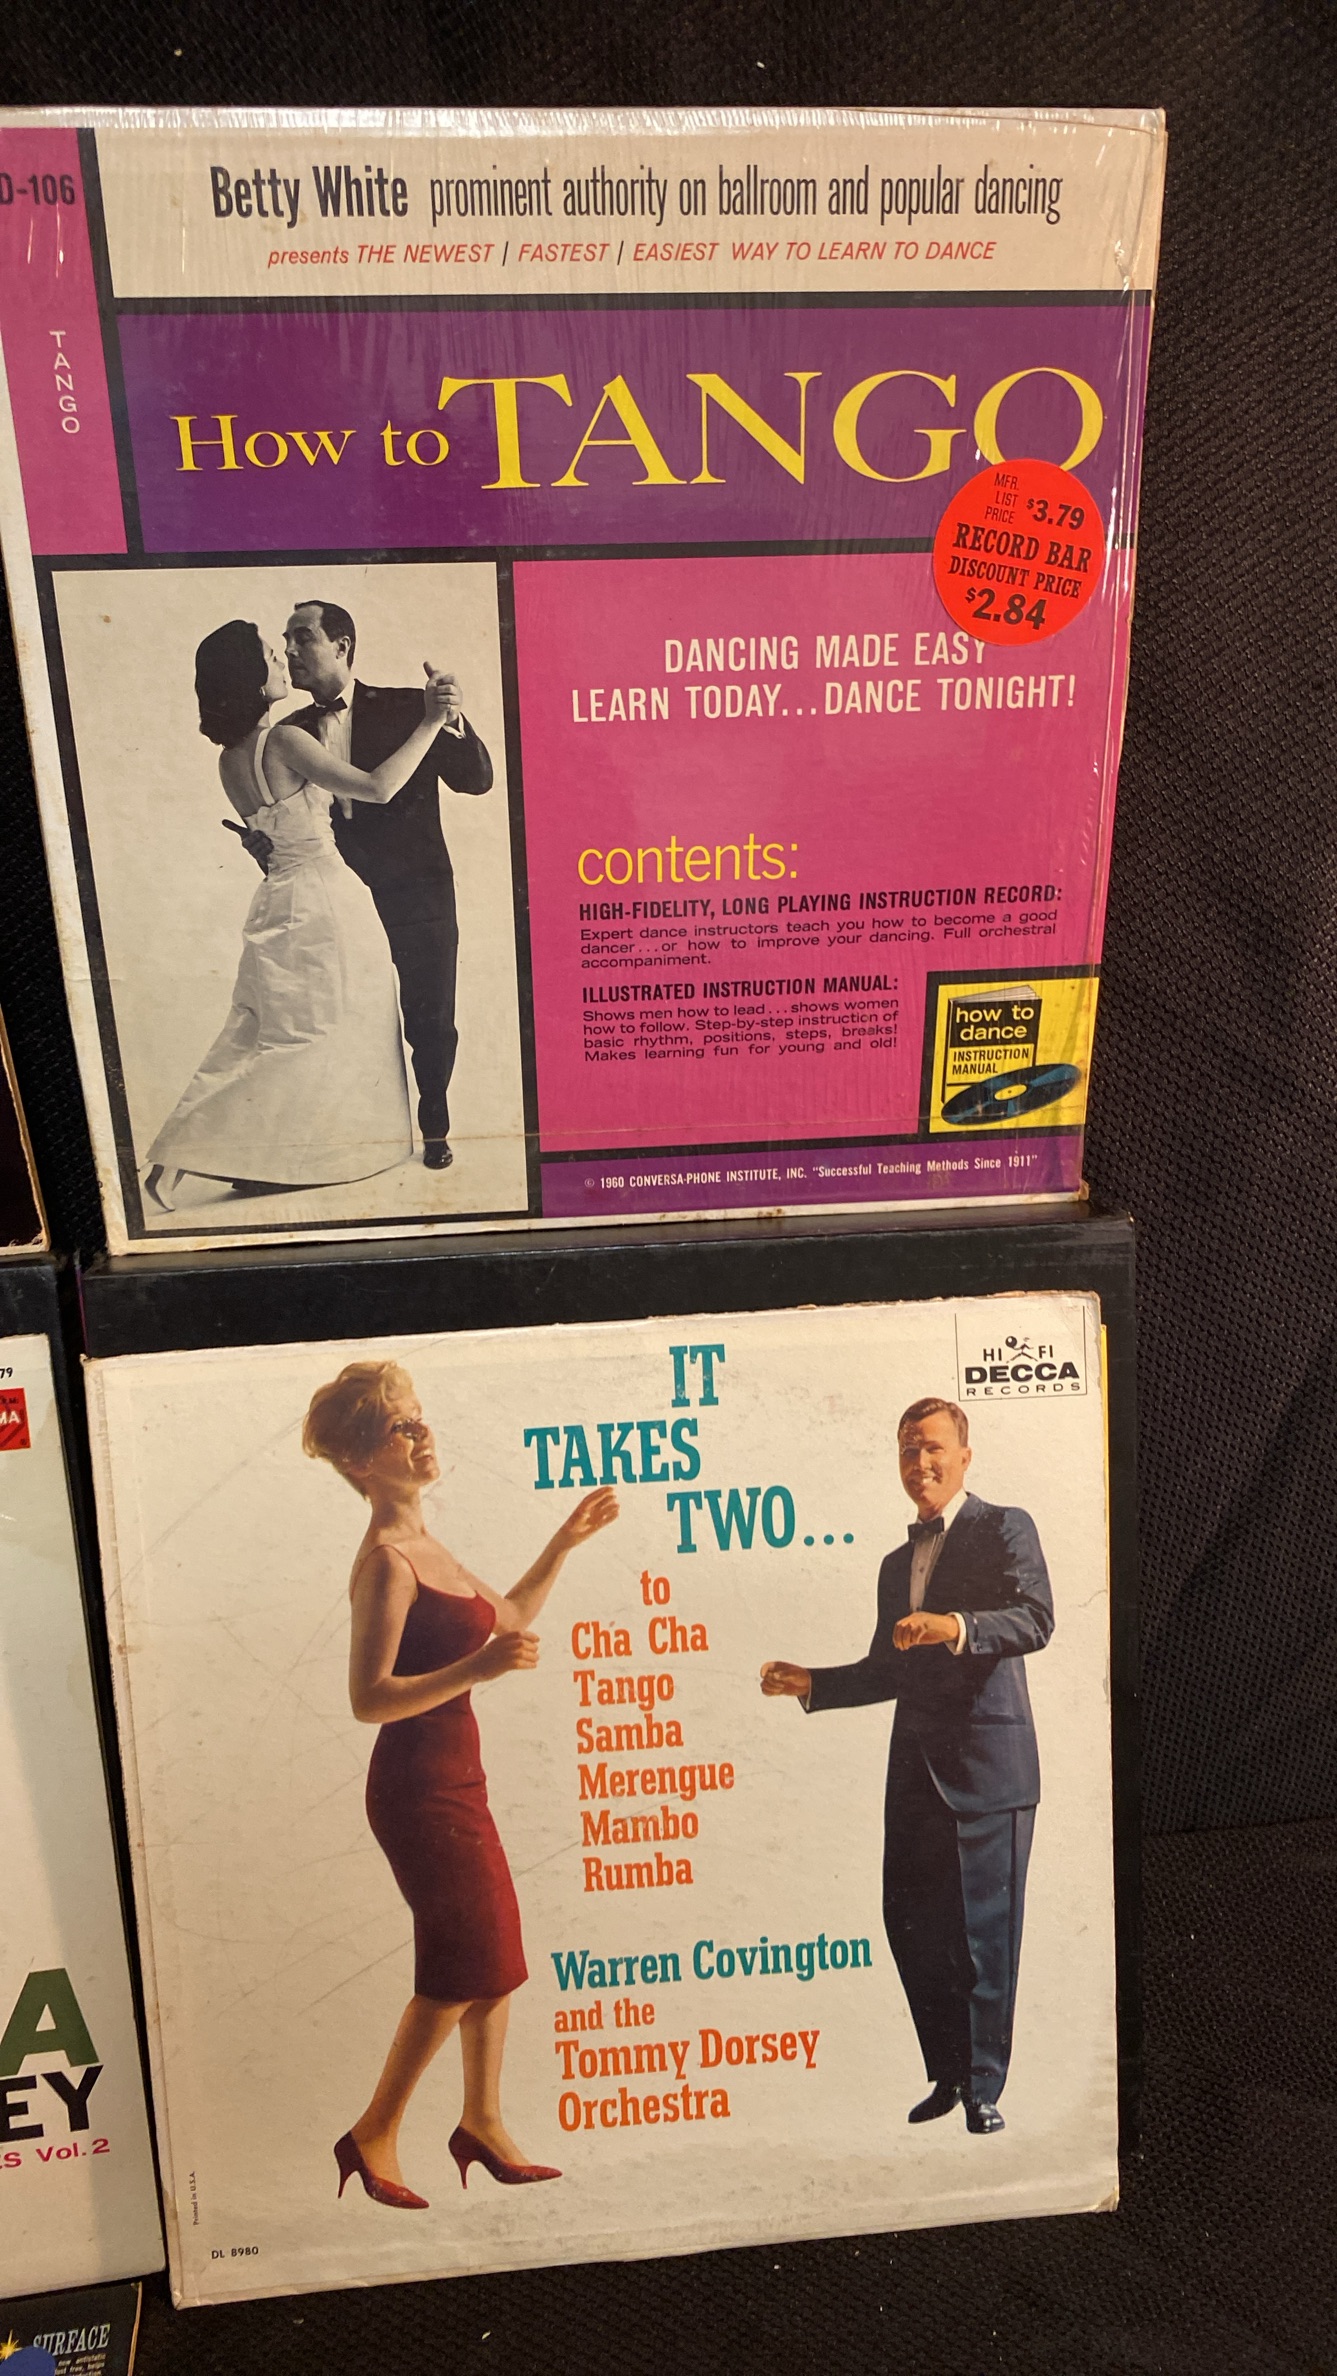 D-106
TANGO
Betty White prominent authority on ballroom and popular dancing
presents THE NEWEST | FASTEST | EASIEST WAY TO LEARN TO DANCE
How to TANGO
MFR.
LIST
PRICE $3.79
RECORD BAR
DISCOUNT PRICE
$2.84
DANCING MADE EASY
LEARN TODAY...DANCE TONIGHT!
contents:
HIGH-FIDELITY, LONG PLAYING INSTRUCTION RECORD:
Expert dance instructors teach you how to become a good
dancer...or how to improve your dancing. Full orchestral
accompaniment.
ILLUSTRATED INSTRUCTION MANUAL:
Shows men how to lead...shows women
how to follow. Step-by-step instruction of
basic rhythm, positions, steps, breaks!
Makes learning fun for young and old!
how to
dance
INSTRUCTION
MANUAL
© 1960 CONVERSA-PHONE INSTITUTE, INC. "Successful Teaching Methods Since 1911"
IT
TAKES
TWO...
HI FI
DECCA
RECORDS
to
Cha Cha
Tango
Samba
Merengue
Mambo
Rumba
Warren Covington
and the
Tommy Dorsey
Orchestra
Printed in U.S.A.
DL 8980
79
MA
A
EY
S Vol. 2
SURFACE